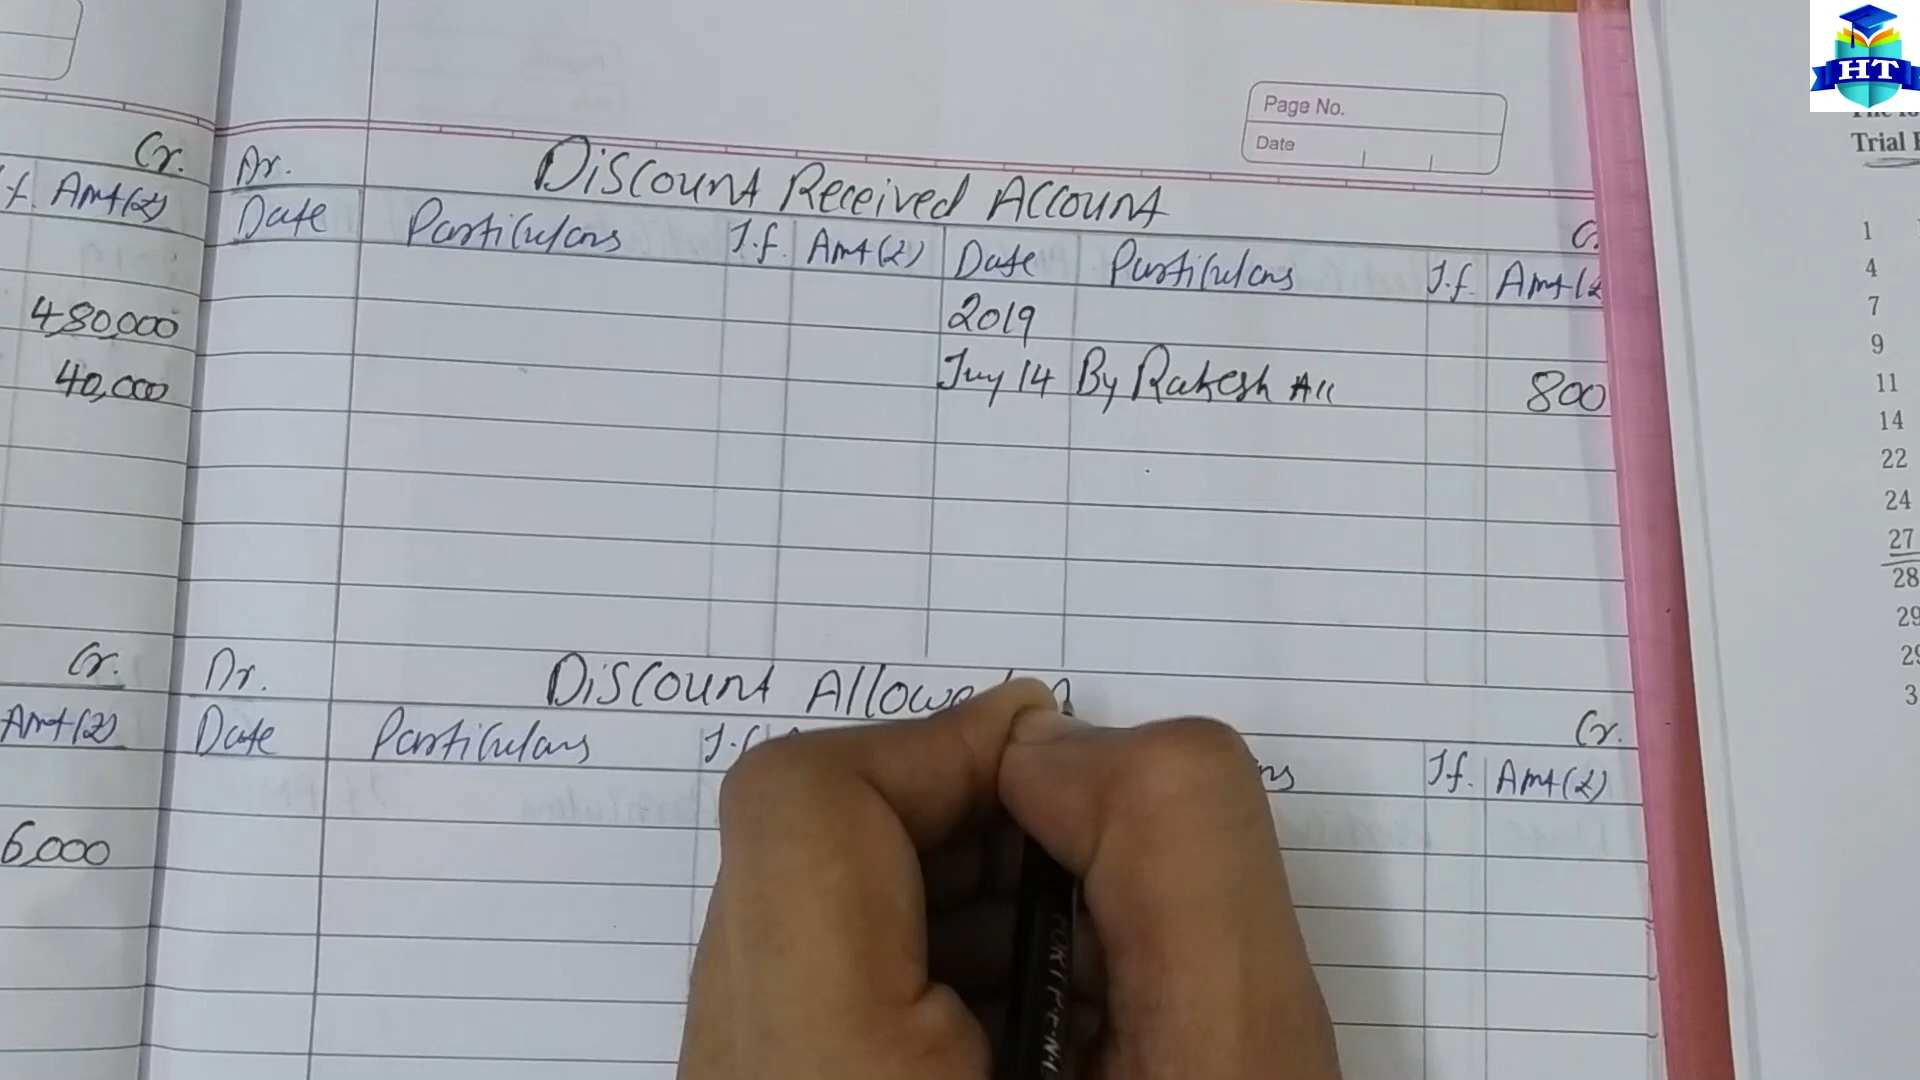 HT
Page No.
Date
Trial
Cr.
Dr.
Discount Received Account
f. Amt(₹)
Date Particulars J.f. Amt(₹) Date Particulars J.f. Amt(₹
1
4
7
9
11
14
22
24
27
28
480,000
2019
40,000
Juy 14 By Rakesh A/c 800
Cr.
Dr.
Discount Allowed
Cr.
Amt(₹)
Date Particulars J.f. J.f. Amt(₹)
6,000